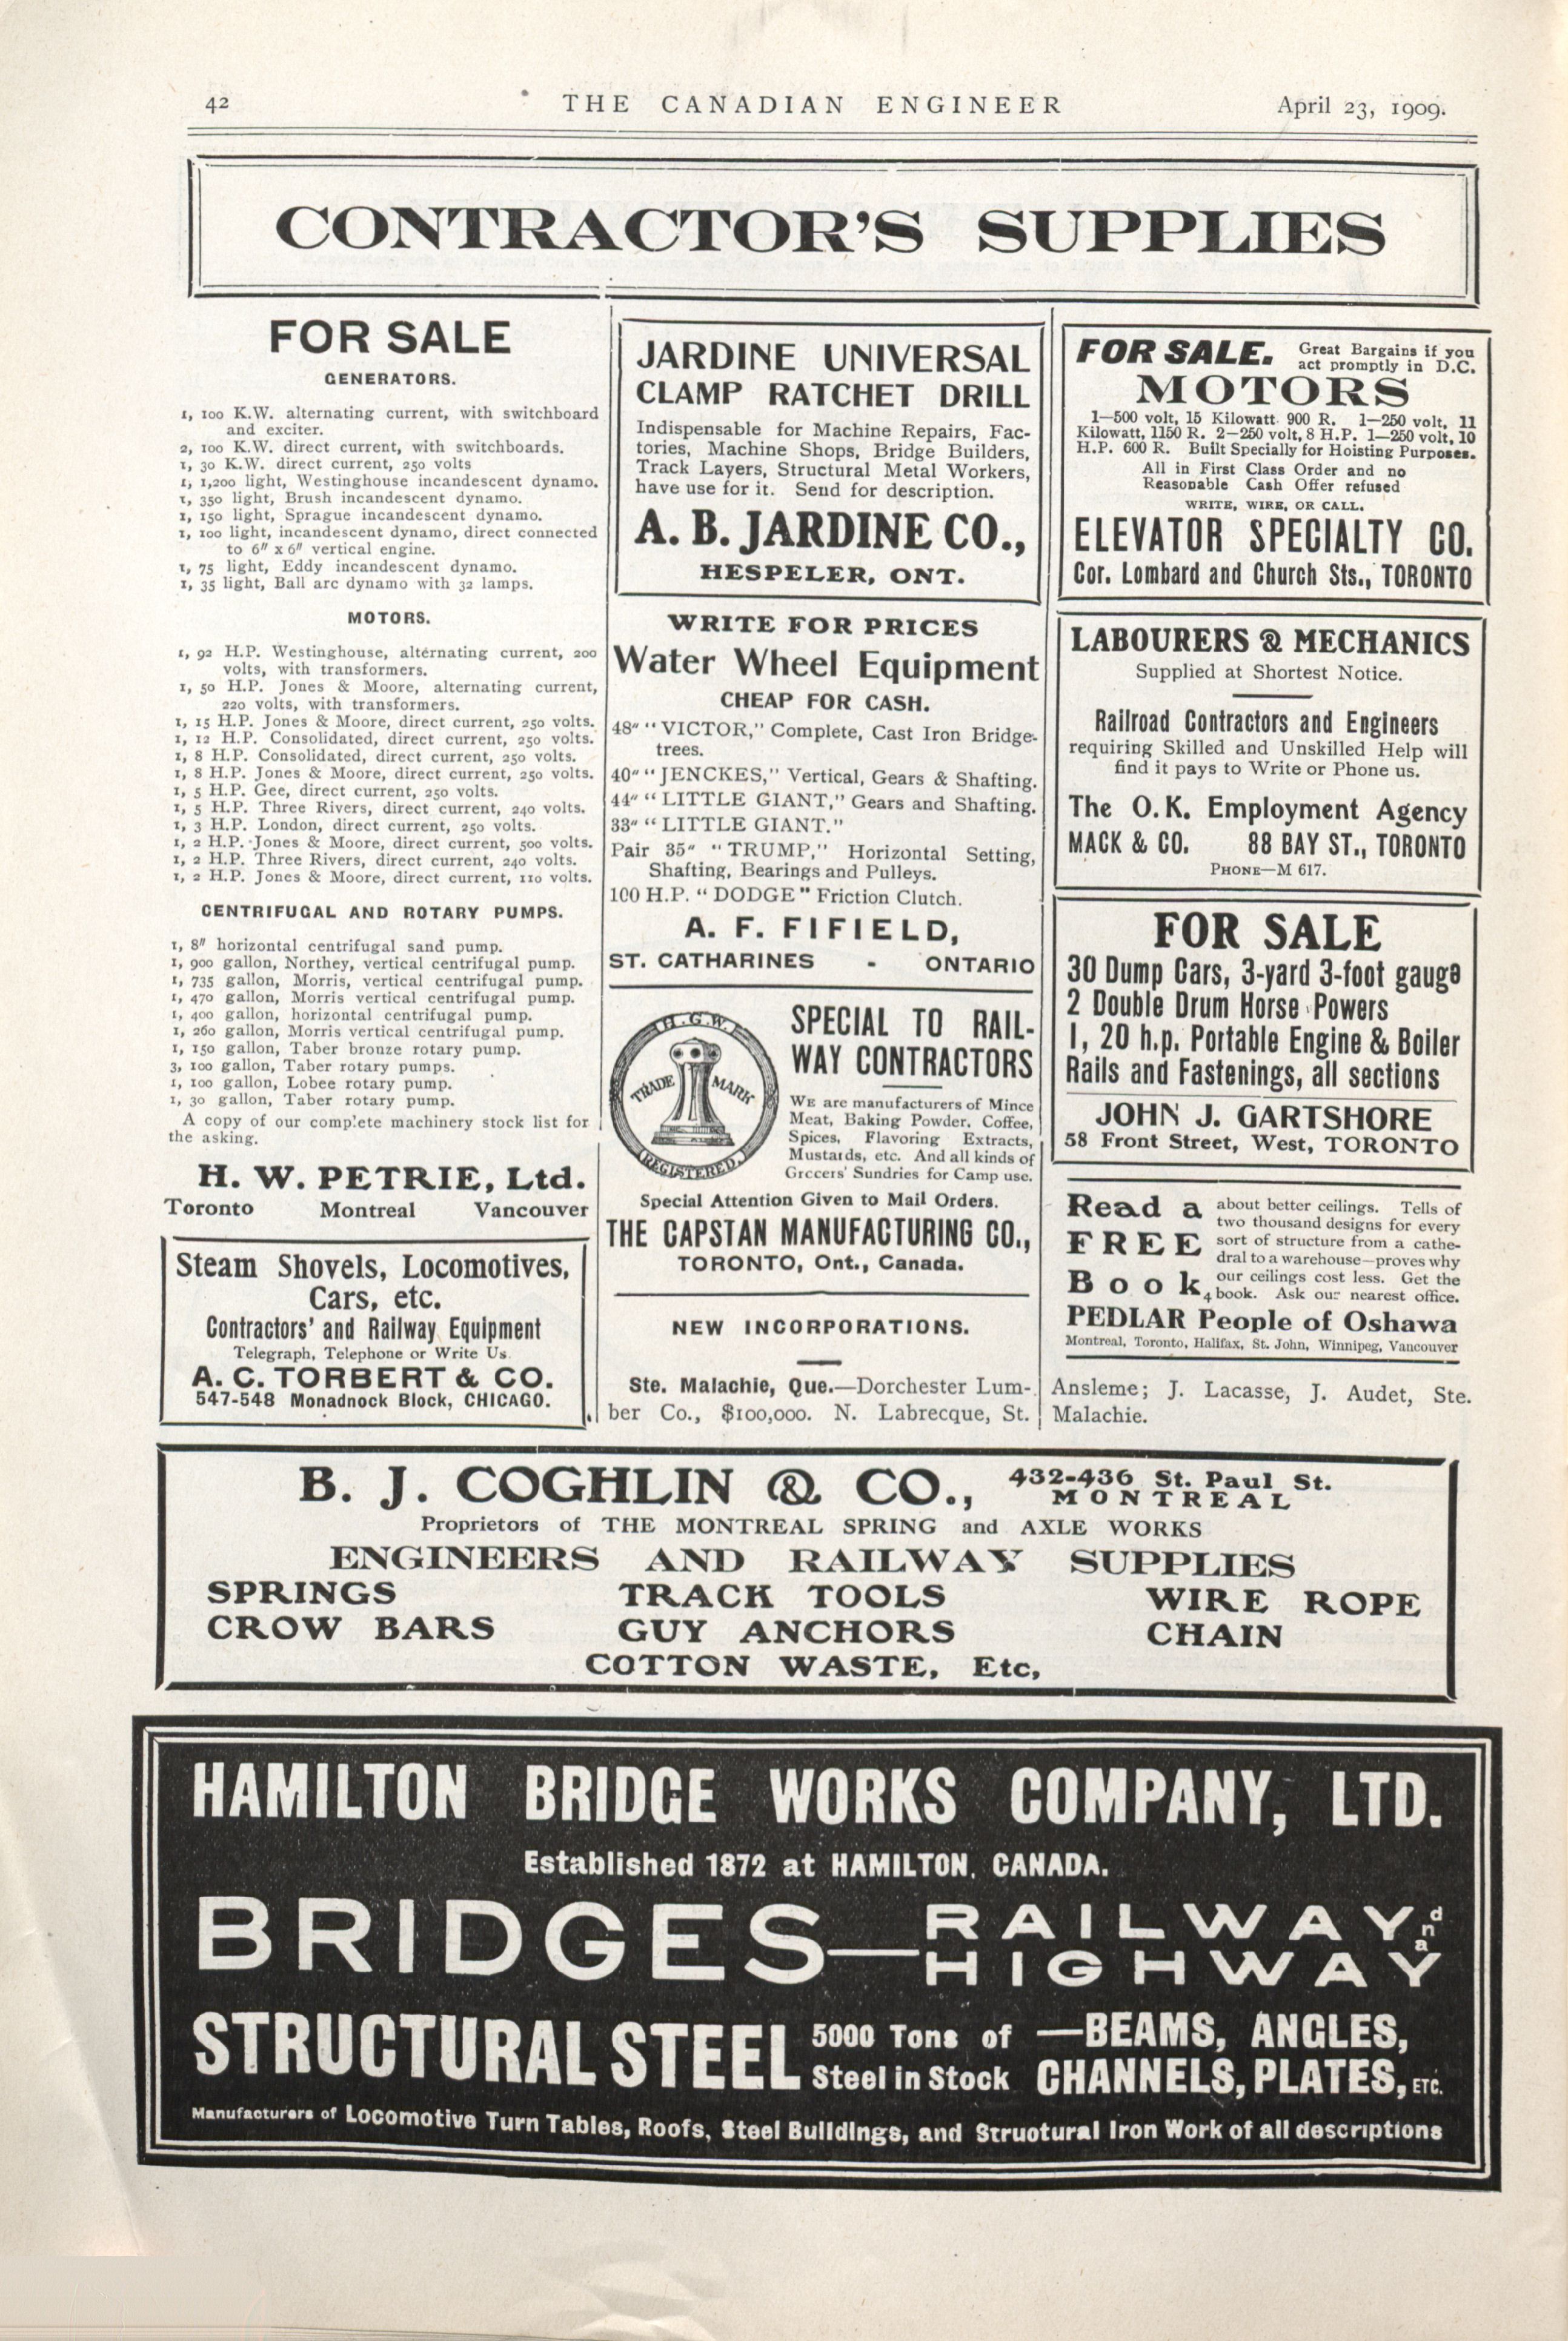 42
THE CANADIAN ENGINEER
April 23, 1909.
CONTRACTOR'S SUPPLIES
FOR SALE
GENERATORS.
1, 100 K.W. alternating current, with switchboard
and exciter.
2, 100 K.W. direct current, with switchboards.
1, 30 K.W. direct current, 250 volts
1, 1,200 light, Westinghouse incandescent dynamo.
1, 350 light, Brush incandescent dynamo.
1, 150 light, Sprague incandescent dynamo.
1, 100 light, incandescent dynamo, direct connected
to 6" x 6" vertical engine.
1, 75 light, Eddy incandescent dynamo.
1, 35 light, Ball arc dynamo with 32 lamps.
MOTORS.
1, 92 H.P. Westinghouse, alternating current, 200
volts, with transformers.
1, 50 H.P. Jones & Moore, alternating current,
220 volts, with transformers.
1, 15 H.P. Jones & Moore, direct current, 250 volts.
1, 12 H.P. Consolidated, direct current, 250 volts.
1, 8 H.P. Consolidated, direct current, 250 volts.
1, 8 H.P. Jones & Moore, direct current, 250 volts.
1, 5 H.P. Gee, direct current, 250 volts.
1, 5 H.P. Three Rivers, direct current, 240 volts.
1, 3 H.P. London, direct current, 250 volts.
1, 2 H.P. Jones & Moore, direct current, 500 volts.
1, 2 H.P. Three Rivers, direct current, 240 volts.
1, 2 H.P. Jones & Moore, direct current, 110 volts.
CENTRIFUGAL AND ROTARY PUMPS.
1, 8" horizontal centrifugal sand pump.
1, 900 gallon, Northey, vertical centrifugal pump.
1, 735 gallon, Morris, vertical centrifugal pump.
1, 470 gallon, Morris vertical centrifugal pump.
1, 400 gallon, horizontal centrifugal pump.
1, 260 gallon, Morris vertical centrifugal pump.
1, 150 gallon, Taber bronze rotary pump.
3, 100 gallon, Taber rotary pumps.
1, 100 gallon, Lobee rotary pump.
1, 30 gallon, Taber rotary pump.
A copy of our complete machinery stock list for
the asking.
H. W. PETRIE, Ltd.
Toronto Montreal Vancouver
Steam Shovels, Locomotives,
Cars, etc.
Contractors' and Railway Equipment
Telegraph, Telephone or Write Us.
A. C. TORBERT & CO.
547-548 Monadnock Block, CHICAGO.
JARDINE UNIVERSAL
CLAMP RATCHET DRILL
Indispensable for Machine Repairs, Fac-
tories, Machine Shops, Bridge Builders,
Track Layers, Structural Metal Workers,
have use for it. Send for description.
A. B. JARDINE CO.,
HESPELER, ONT.
WRITE FOR PRICES
Water Wheel Equipment
CHEAP FOR CASH.
48" "VICTOR," Complete, Cast Iron Bridge-
trees.
40" "JENCKES," Vertical, Gears & Shafting.
44" "LITTLE GIANT," Gears and Shafting.
33" "LITTLE GIANT."
Pair 35" "TRUMP," Horizontal Setting,
Shafting, Bearings and Pulleys.
100 H.P. "DODGE" Friction Clutch.
A. F. FIFIELD,
ST. CATHARINES - ONTARIO
H.G.W.
TRADE MARK
REGISTERED.
SPECIAL TO RAIL-
WAY CONTRACTORS
WE are manufacturers of Mince
Meat, Baking Powder, Coffee,
Spices, Flavoring Extracts,
Mustards, etc. And all kinds of
Grocers' Sundries for Camp use.
Special Attention Given to Mail Orders.
THE CAPSTAN MANUFACTURING CO.,
TORONTO, Ont., Canada.
NEW INCORPORATIONS.
Ste. Malachie, Que.—Dorchester Lum-
ber Co., $100,000. N. Labrecque, St.
FOR SALE. Great Bargains if you
act promptly in D.C.
MOTORS
1—500 volt, 15 Kilowatt 900 R. 1—250 volt, 11
Kilowatt, 1150 R. 2—250 volt, 8 H.P. 1—250 volt, 10
H.P. 600 R. Built Specially for Hoisting Purposes.
All in First Class Order and no
Reasonable Cash Offer refused
WRITE, WIRE, OR CALL.
ELEVATOR SPECIALTY CO.
Cor. Lombard and Church Sts., TORONTO
LABOURERS & MECHANICS
Supplied at Shortest Notice.
Railroad Contractors and Engineers
requiring Skilled and Unskilled Help will
find it pays to Write or Phone us.
The O.K. Employment Agency
MACK & CO. 88 BAY ST., TORONTO
PHONE—M 617.
FOR SALE
30 Dump Cars, 3-yard 3-foot gauge
2 Double Drum Horse Powers
1, 20 h.p. Portable Engine & Boiler
Rails and Fastenings, all sections
JOHN J. GARTSHORE
58 Front Street, West, TORONTO
Read a
FREE
Book
4
about better ceilings. Tells of
two thousand designs for every
sort of structure from a cathe-
dral to a warehouse—proves why
our ceilings cost less. Get the
book. Ask our nearest office.
PEDLAR People of Oshawa
Montreal, Toronto, Halifax, St. John, Winnipeg, Vancouver
Ansleme; J. Lacasse, J. Audet, Ste.
Malachie.
B. J. COGHLIN & CO., 432-436 St. Paul St.
MONTREAL
Proprietors of THE MONTREAL SPRING and AXLE WORKS
ENGINEERS AND RAILWAY SUPPLIES
SPRINGS TRACK TOOLS WIRE ROPE
CROW BARS GUY ANCHORS CHAIN
COTTON WASTE, Etc,
HAMILTON BRIDGE WORKS COMPANY, LTD.
Established 1872 at HAMILTON, CANADA.
BRIDGES—RAILWAY and
HIGHWAY
STRUCTURAL STEEL
5000 Tons of
Steel in Stock
—BEAMS, ANGLES,
CHANNELS, PLATES, ETC.
Manufacturers of Locomotive Turn Tables, Roofs, Steel Buildings, and Structural Iron Work of all descriptions